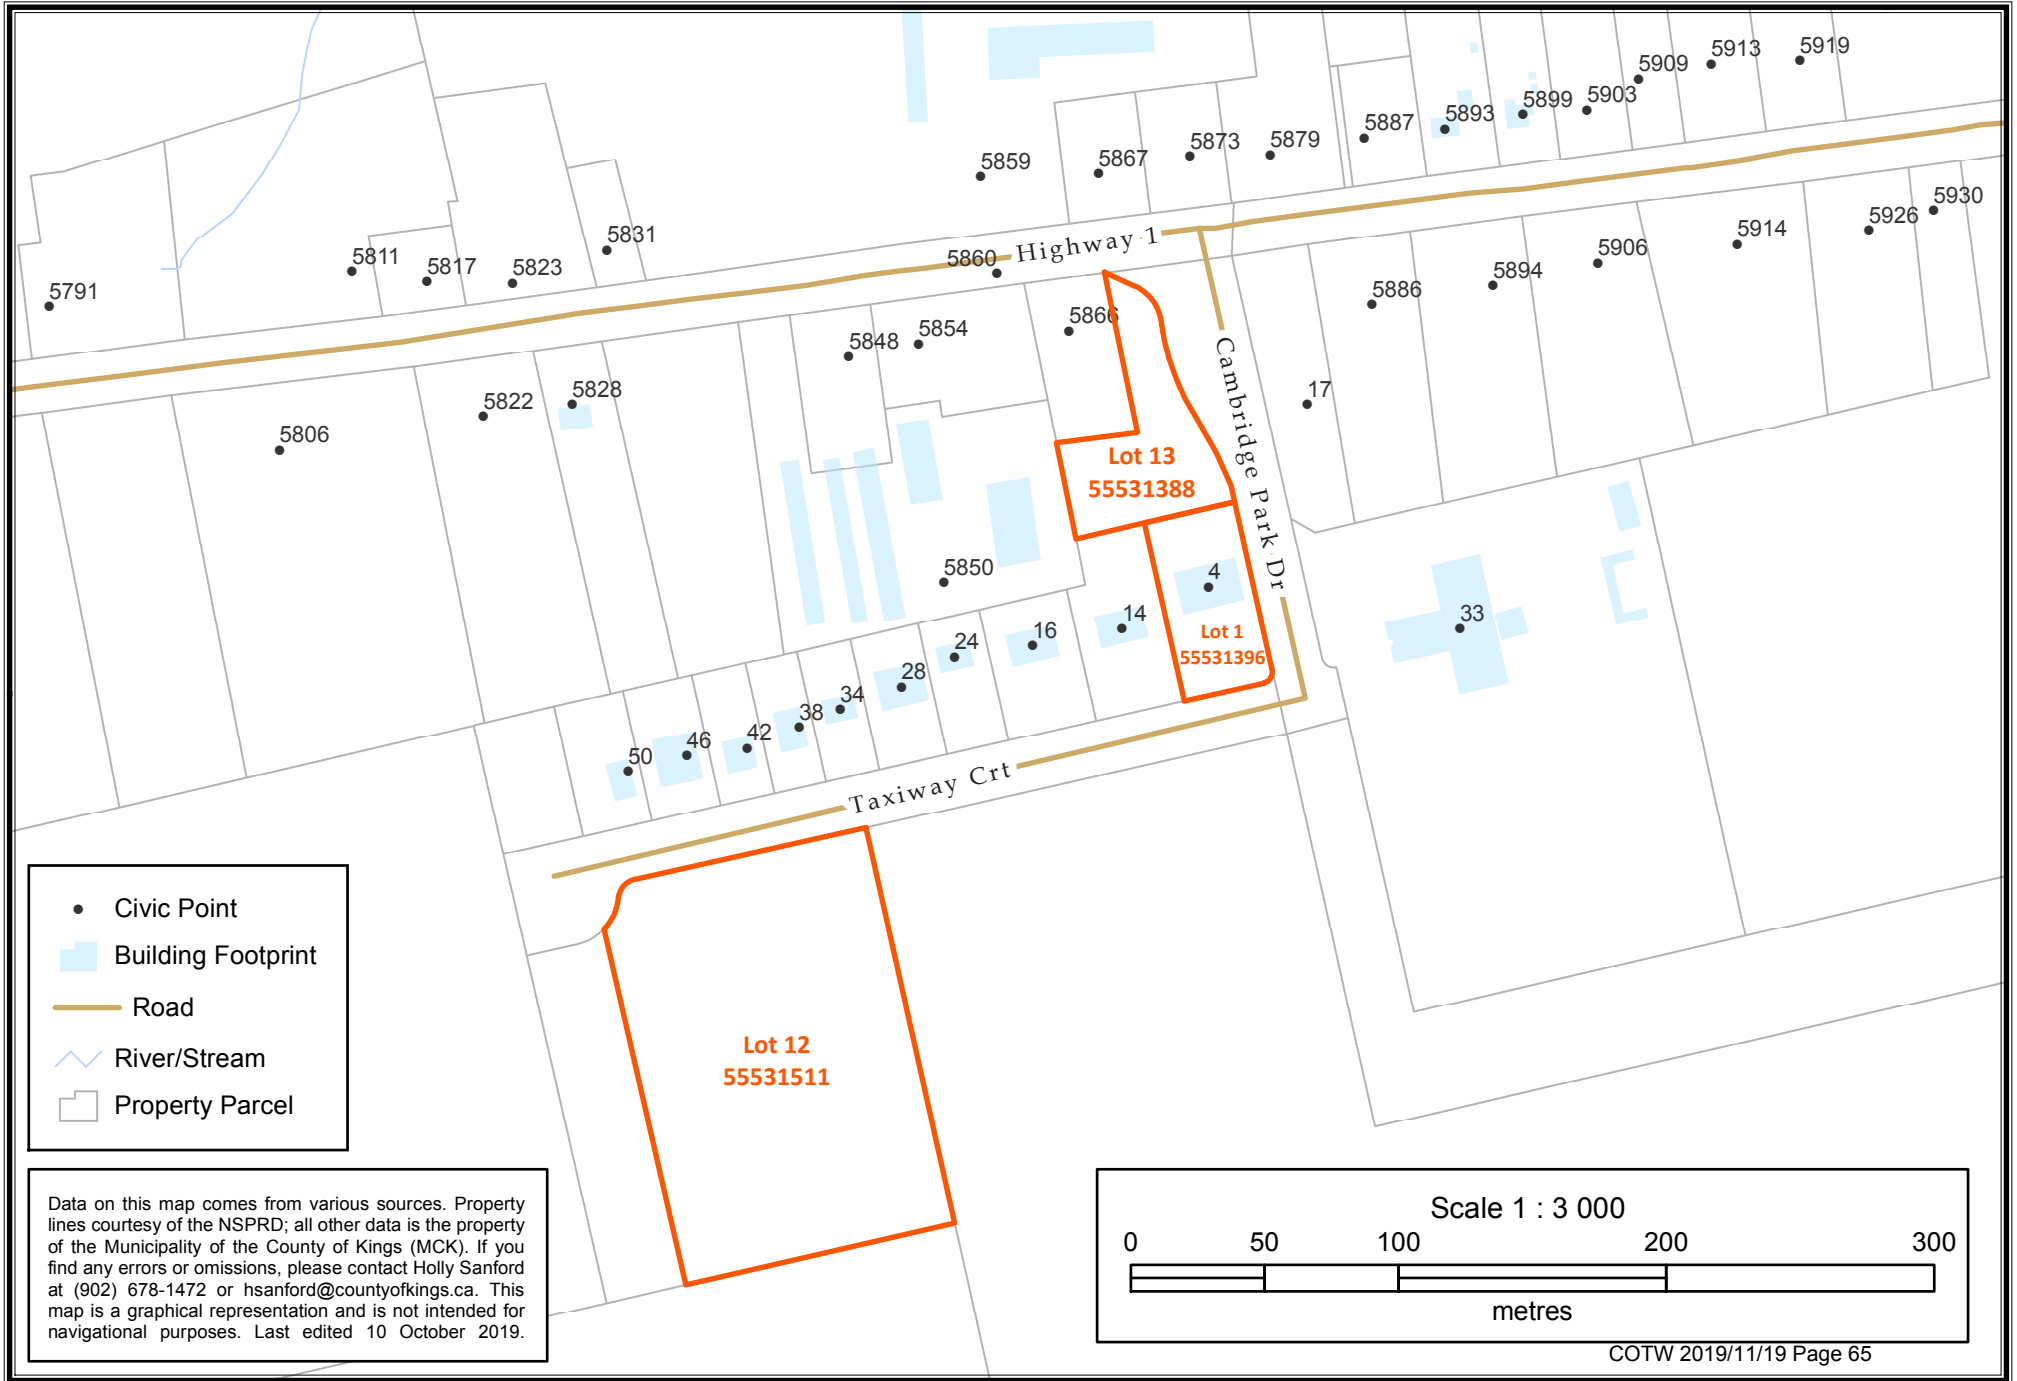 5919
5913
5909
5903
5899
5893
5887
5879
5873
5867
5859
5930
5926
5914
5906
5894
5886
5831
5811
5817
5823
5791
5860
Highway 1
5866
5848
5854
5822
5828
5806
17
Cambridge Park Dr
Lot 13
55531388
5850
4
14
16
24
28
34
38
42
46
50
33
Lot 1
55531396
Taxiway Crt
Lot 12
55531511
Civic Point
Building Footprint
Road
River/Stream
Property Parcel
Data on this map comes from various sources. Property
lines courtesy of the NSPRD; all other data is the property
of the Municipality of the County of Kings (MCK). If you
find any errors or omissions, please contact Holly Sanford
at (902) 678-1472 or hsanford@countyofkings.ca. This
map is a graphical representation and is not intended for
navigational purposes. Last edited 10 October 2019.
Scale 1 : 3 000
0 50 100 200 300
metres
COTW 2019/11/19 Page 65